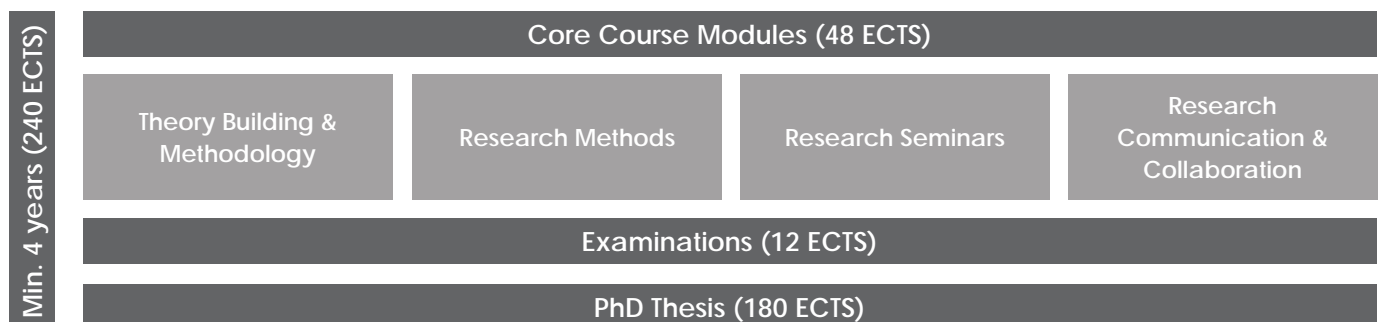 Min. 4 years (240 ECTS)
Core Course Modules (48 ECTS)
Theory Building &
Methodology
Research Methods
Research Seminars
Research
Communication &
Collaboration
Examinations (12 ECTS)
PhD Thesis (180 ECTS)